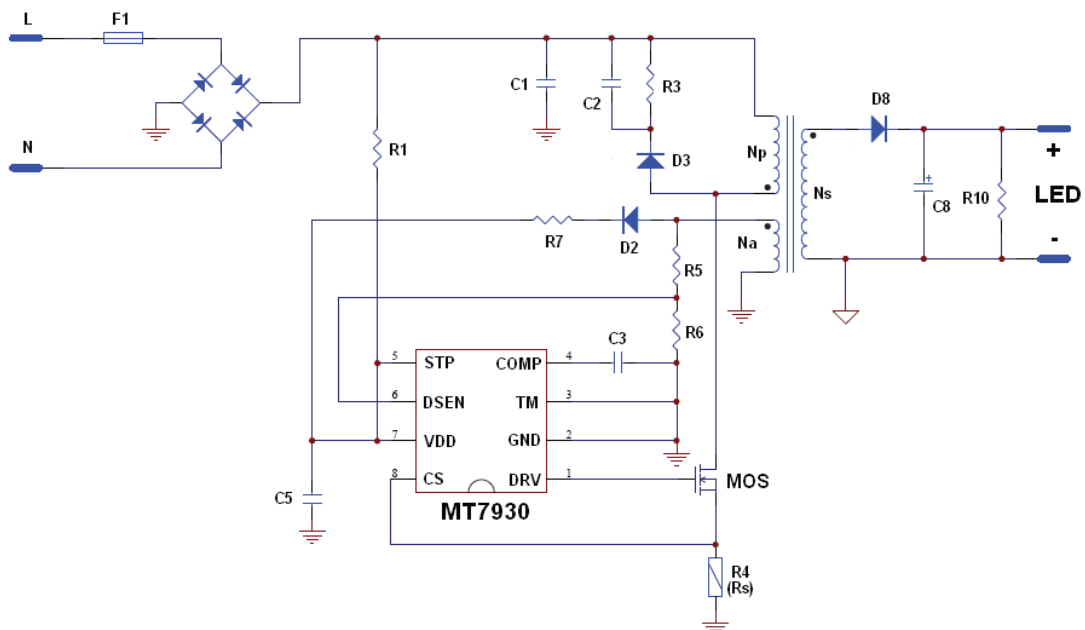 L
F1
N
R1
C1
C2
R3
D3
Np
Ns
D8
+
C8
R10
LED
-
R7
D2
Na
R5
R6
C3
5
STP
COMP
4
6
DSEN
TM
3
7
VDD
GND
2
8
CS
DRV
1
MT7930
MOS
C5
R4
(Rs)